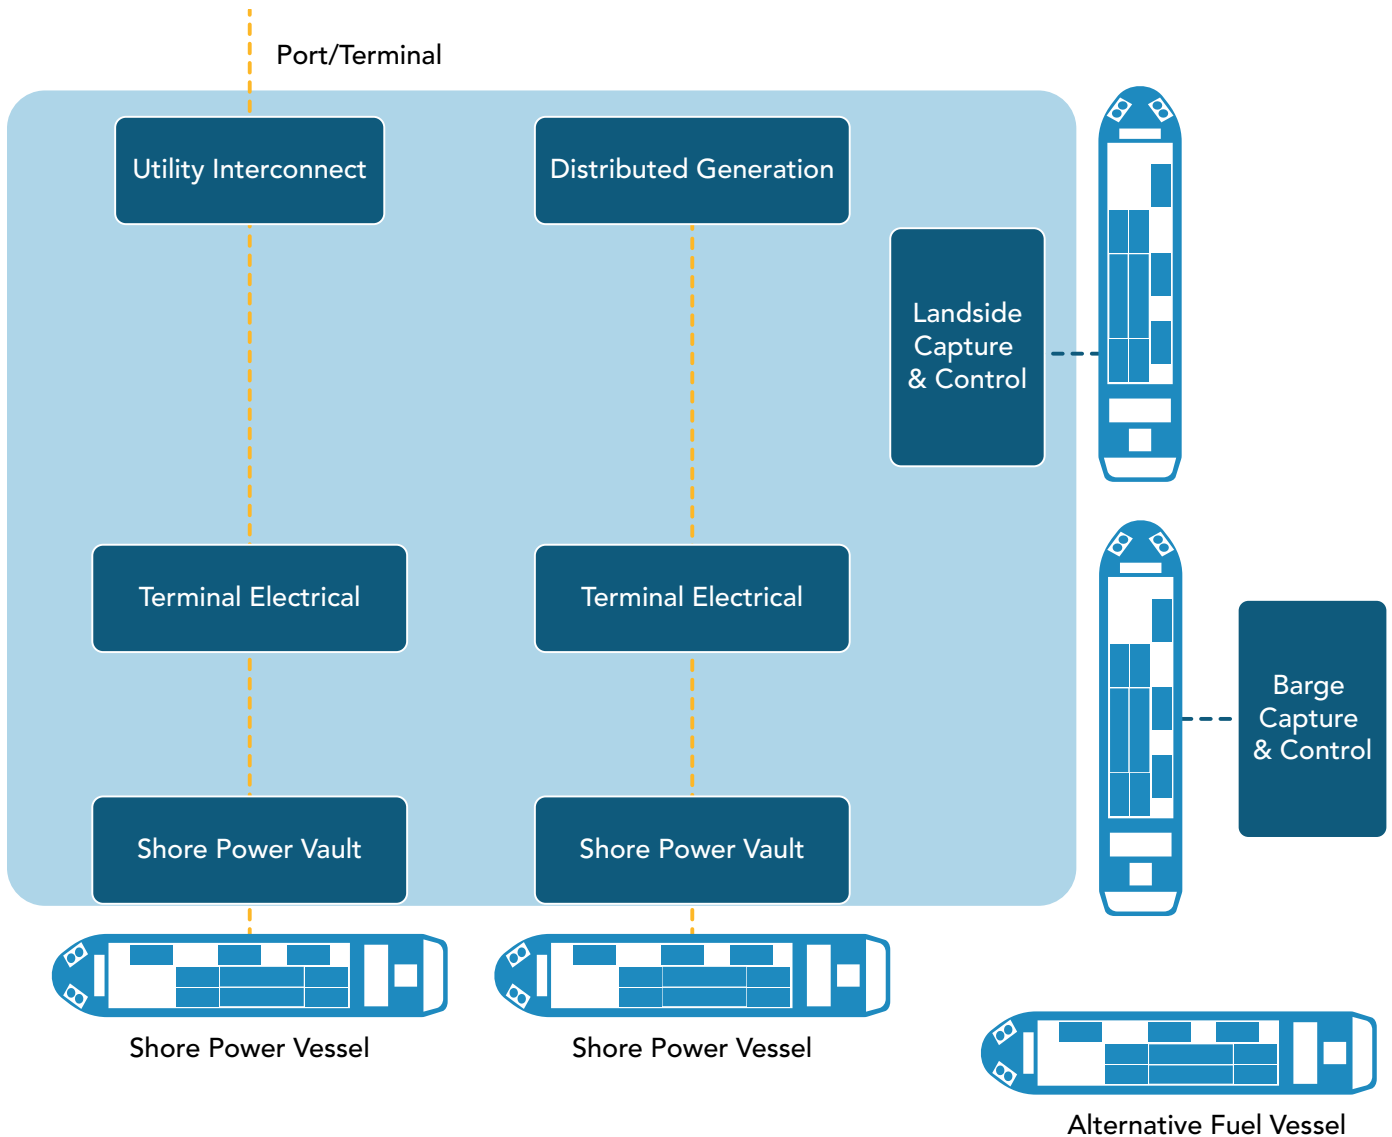 Port/Terminal
Utility Interconnect
Distributed Generation
Landside
Capture
& Control
Terminal Electrical
Terminal Electrical
Barge
Capture
& Control
Shore Power Vault
Shore Power Vault
Shore Power Vessel
Shore Power Vessel
Alternative Fuel Vessel